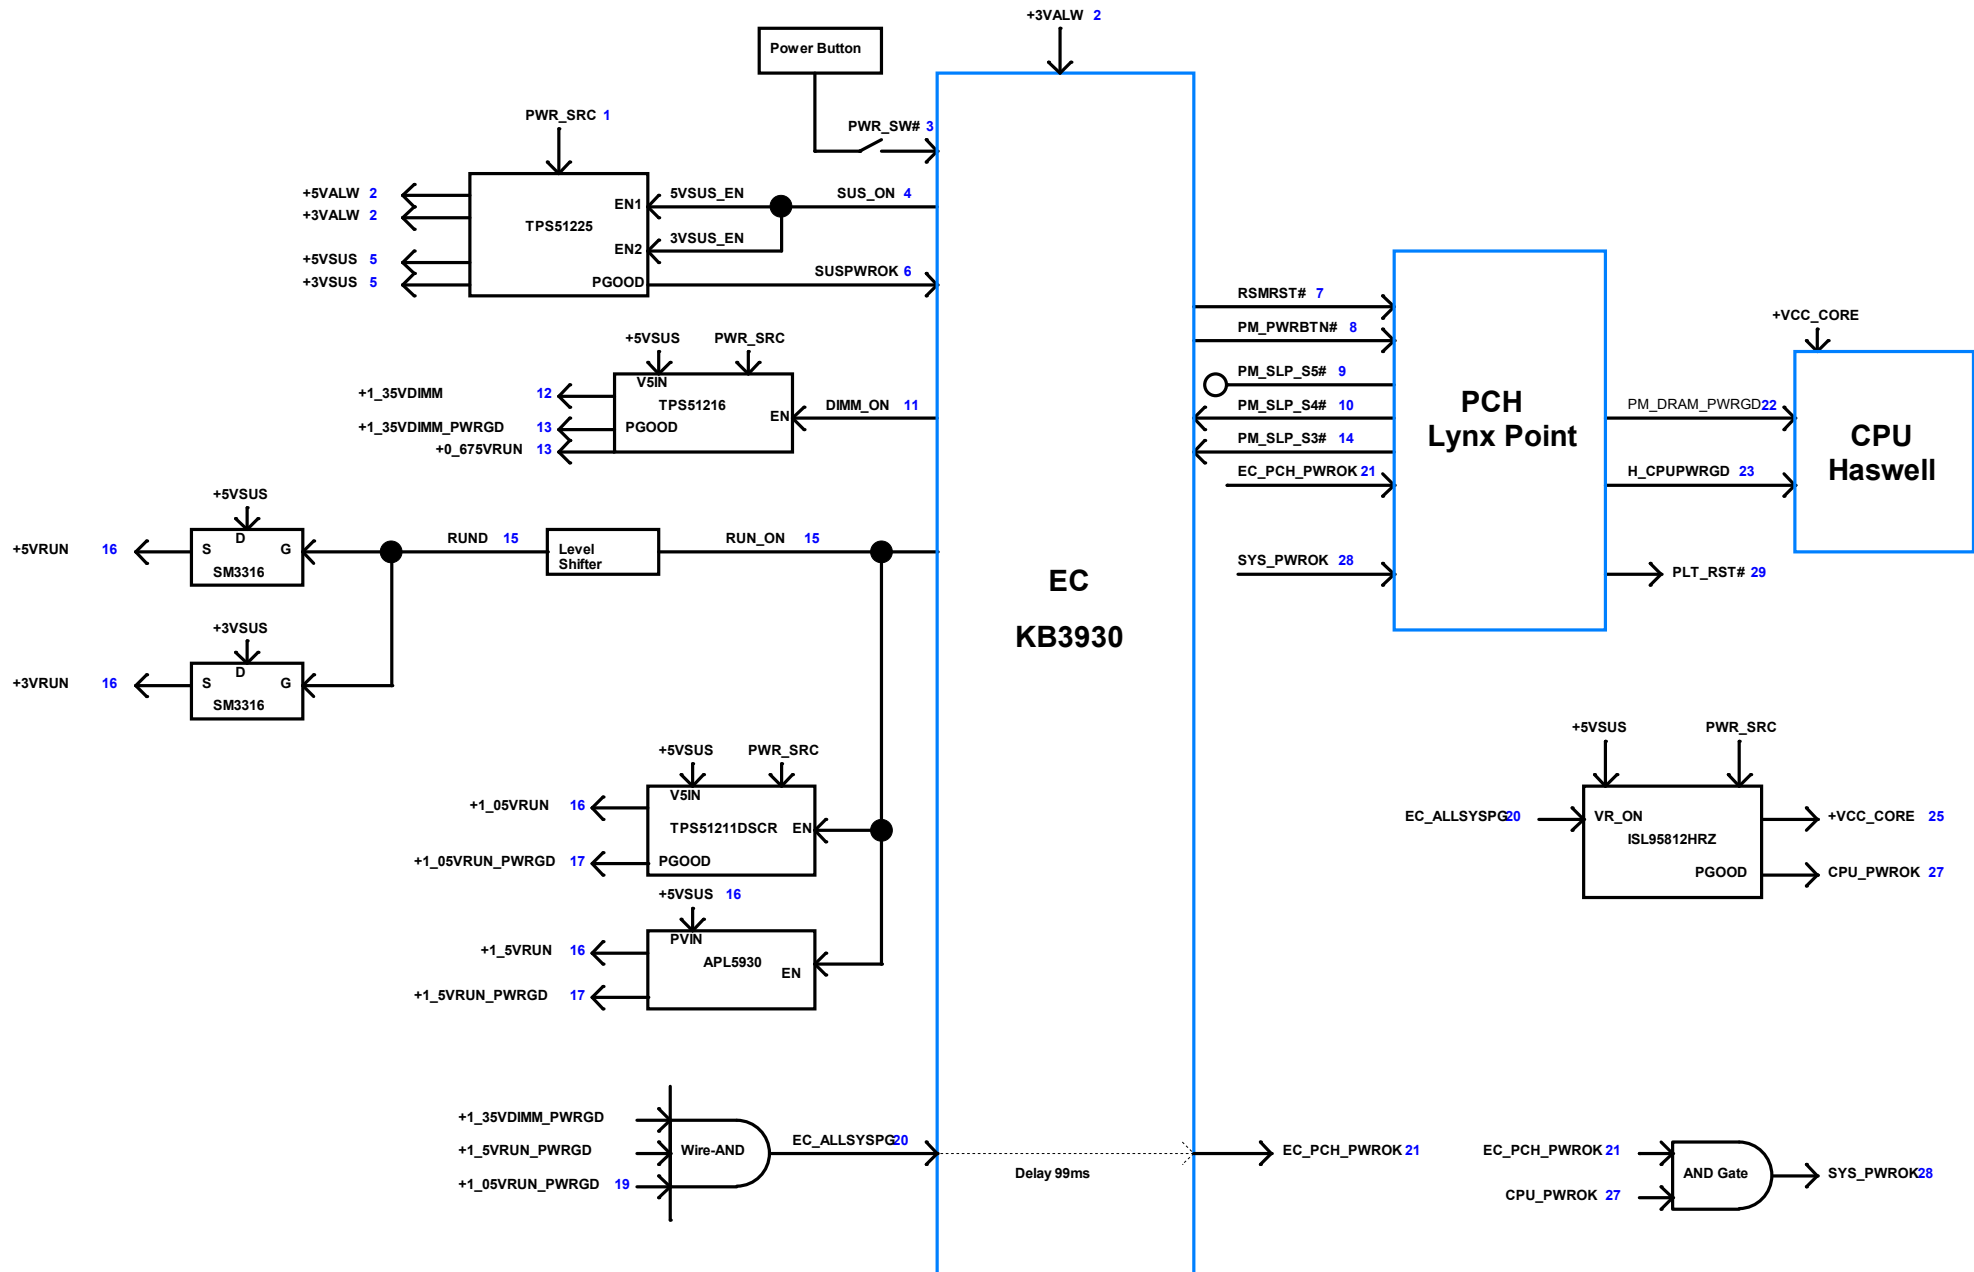 +3VALW 2
Power Button
PWR_SRC 1
PWR_SW# 3
+5VALW 2
+3VALW 2
+5VSUS 5
+3VSUS 5
TPS51225
EN1
EN2
PGOOD
5VSUS_EN
3VSUS_EN
SUS_ON 4
SUSPWROK 6
+5VSUS
PWR_SRC
V5IN
TPS51216
PGOOD
EN
+1_35VDIMM 12
+1_35VDIMM_PWRGD 13
+0_675VRUN 13
DIMM_ON 11
+5VSUS
+5VRUN 16
S
D
G
SM3316
RUND 15
Level
Shifter
RUN_ON 15
+3VSUS
+3VRUN 16
S
D
G
SM3316
+5VSUS
PWR_SRC
V5IN
TPS51211DSCR
EN
PGOOD
+1_05VRUN 16
+1_05VRUN_PWRGD 17
+5VSUS 16
PVIN
APL5930
EN
+1_5VRUN 16
+1_5VRUN_PWRGD 17
+1_35VDIMM_PWRGD
+1_5VRUN_PWRGD
+1_05VRUN_PWRGD 19
Wire-AND
EC_ALLSYSPG20
EC
KB3930
Delay 99ms
EC_PCH_PWROK 21
RSMRST# 7
PM_PWRBTN# 8
PM_SLP_S5# 9
PM_SLP_S4# 10
PM_SLP_S3# 14
EC_PCH_PWROK 21
SYS_PWROK 28
PCH
Lynx Point
PM_DRAM_PWRGD22
H_CPUPWRGD 23
PLT_RST# 29
+VCC_CORE
CPU
Haswell
+5VSUS
PWR_SRC
EC_ALLSYSPG20
VR_ON
ISL95812HRZ
PGOOD
+VCC_CORE 25
CPU_PWROK 27
EC_PCH_PWROK 21
CPU_PWROK 27
AND Gate
SYS_PWROK28